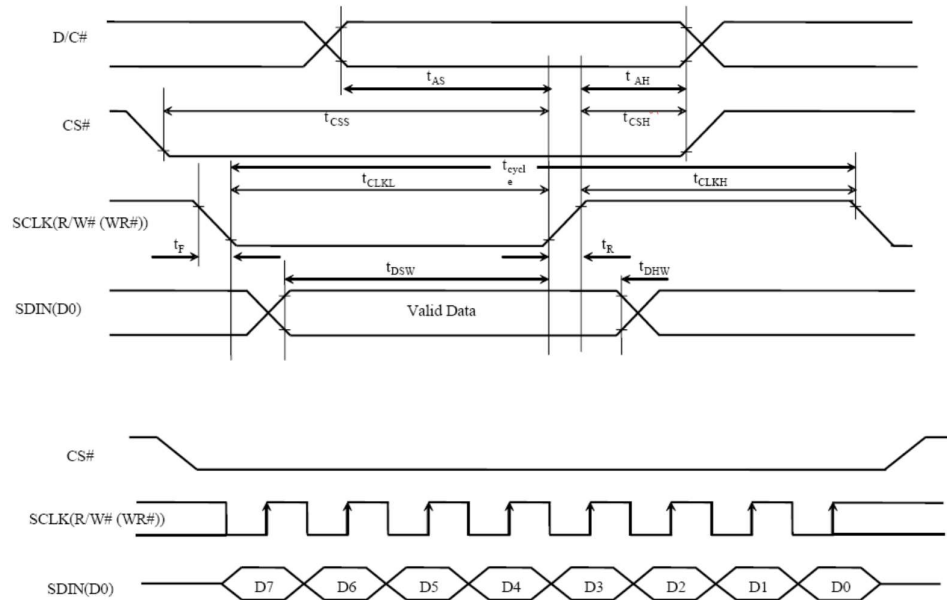 D/C#
tAS
tAH
tCSS
tCSH
CS#
tcycl
e
tCLKL
tCLKH
SCLK(R/W# (WR#))
tF
tR
tDSW
tDHW
SDIN(D0)
Valid Data
CS#
SCLK(R/W# (WR#))
SDIN(D0)
D7
D6
D5
D4
D3
D2
D1
D0